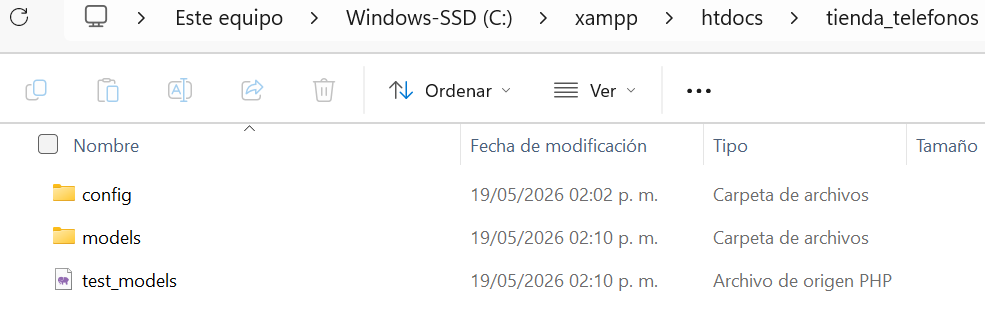 Este equipo > Windows-SSD (C:) > xampp > htdocs > tienda_telefonos
Ordenar Ver
Nombre Fecha de modificación Tipo Tamaño
config 19/05/2026 02:02 p. m. Carpeta de archivos
models 19/05/2026 02:10 p. m. Carpeta de archivos
test_models 19/05/2026 02:10 p. m. Archivo de origen PHP